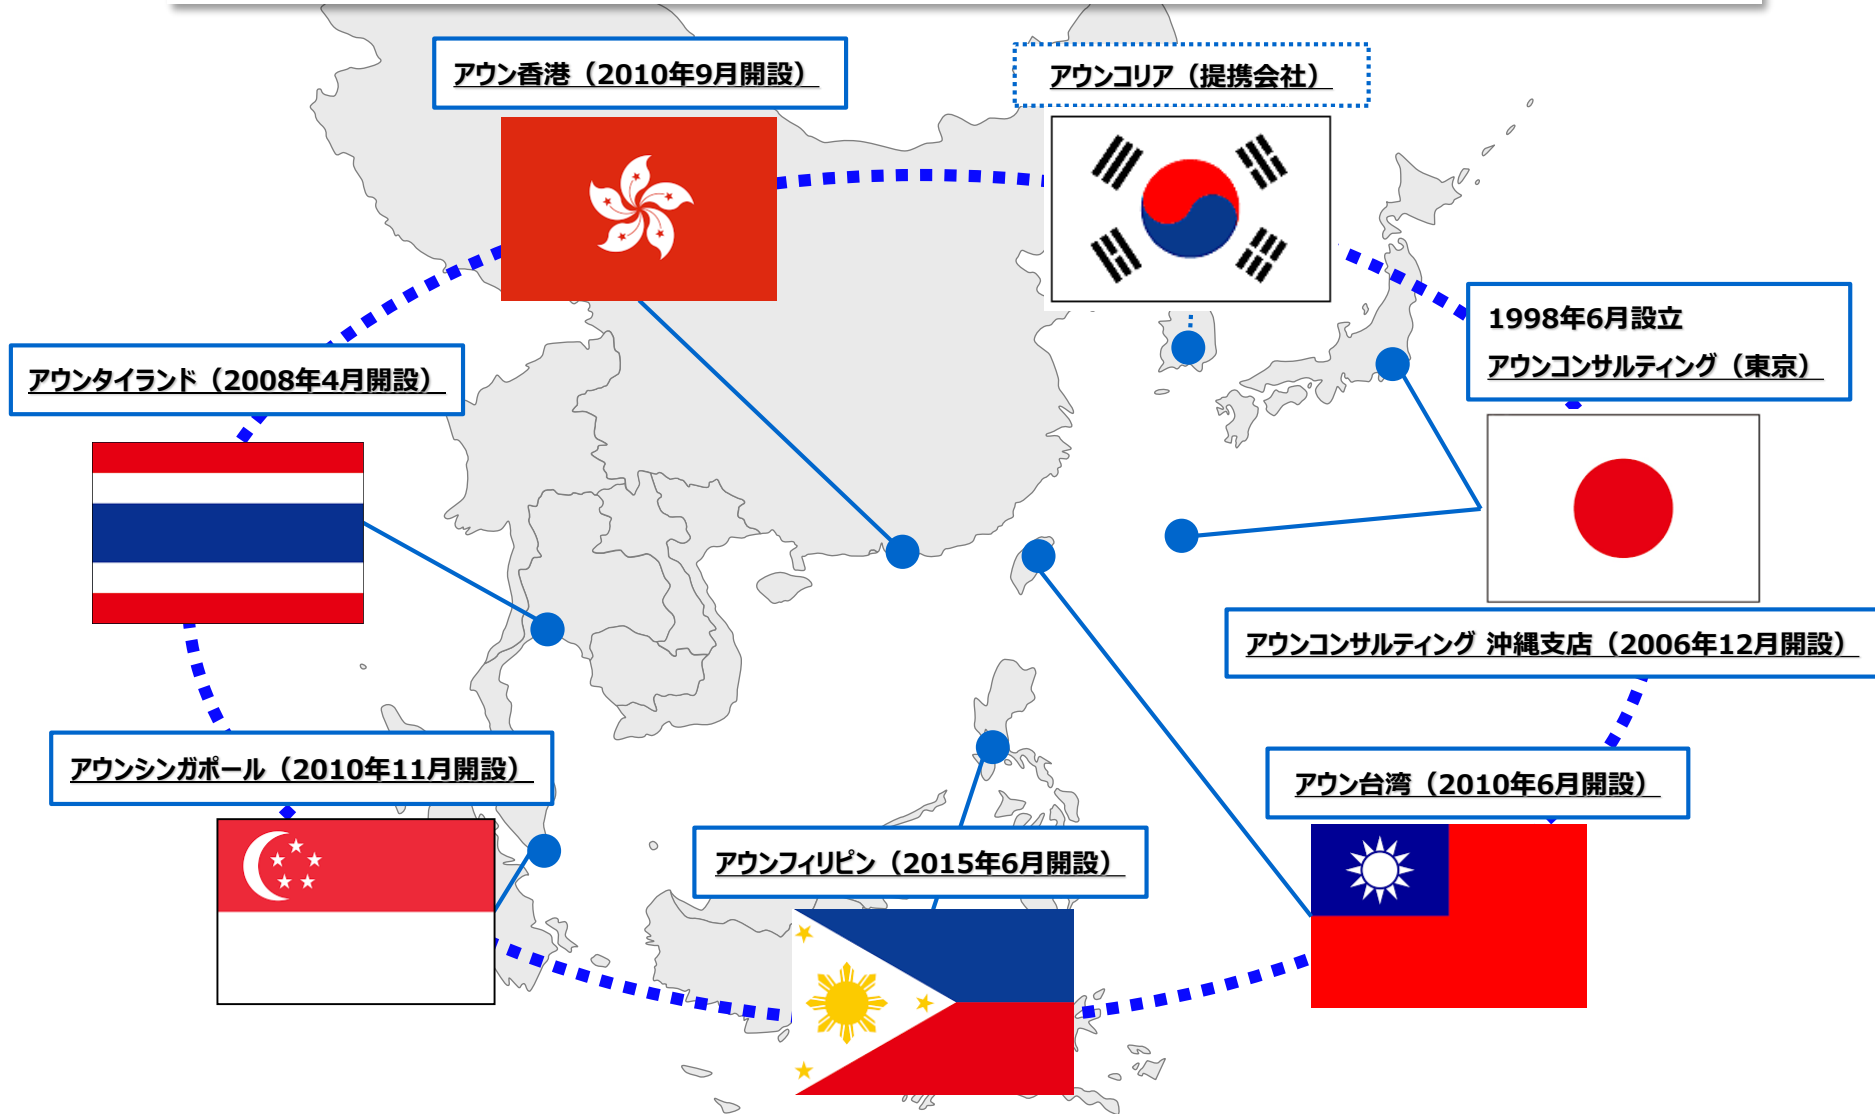 アウン香港（2010年9月開設）
アウンコリア（提携会社）
1998年6月設立
アウンコンサルティング（東京）
アウンタイランド（2008年4月開設）
アウンコンサルティング 沖縄支店（2006年12月開設）
アウンシンガポール（2010年11月開設）
アウン台湾（2010年6月開設）
アウンフィリピン（2015年6月開設）